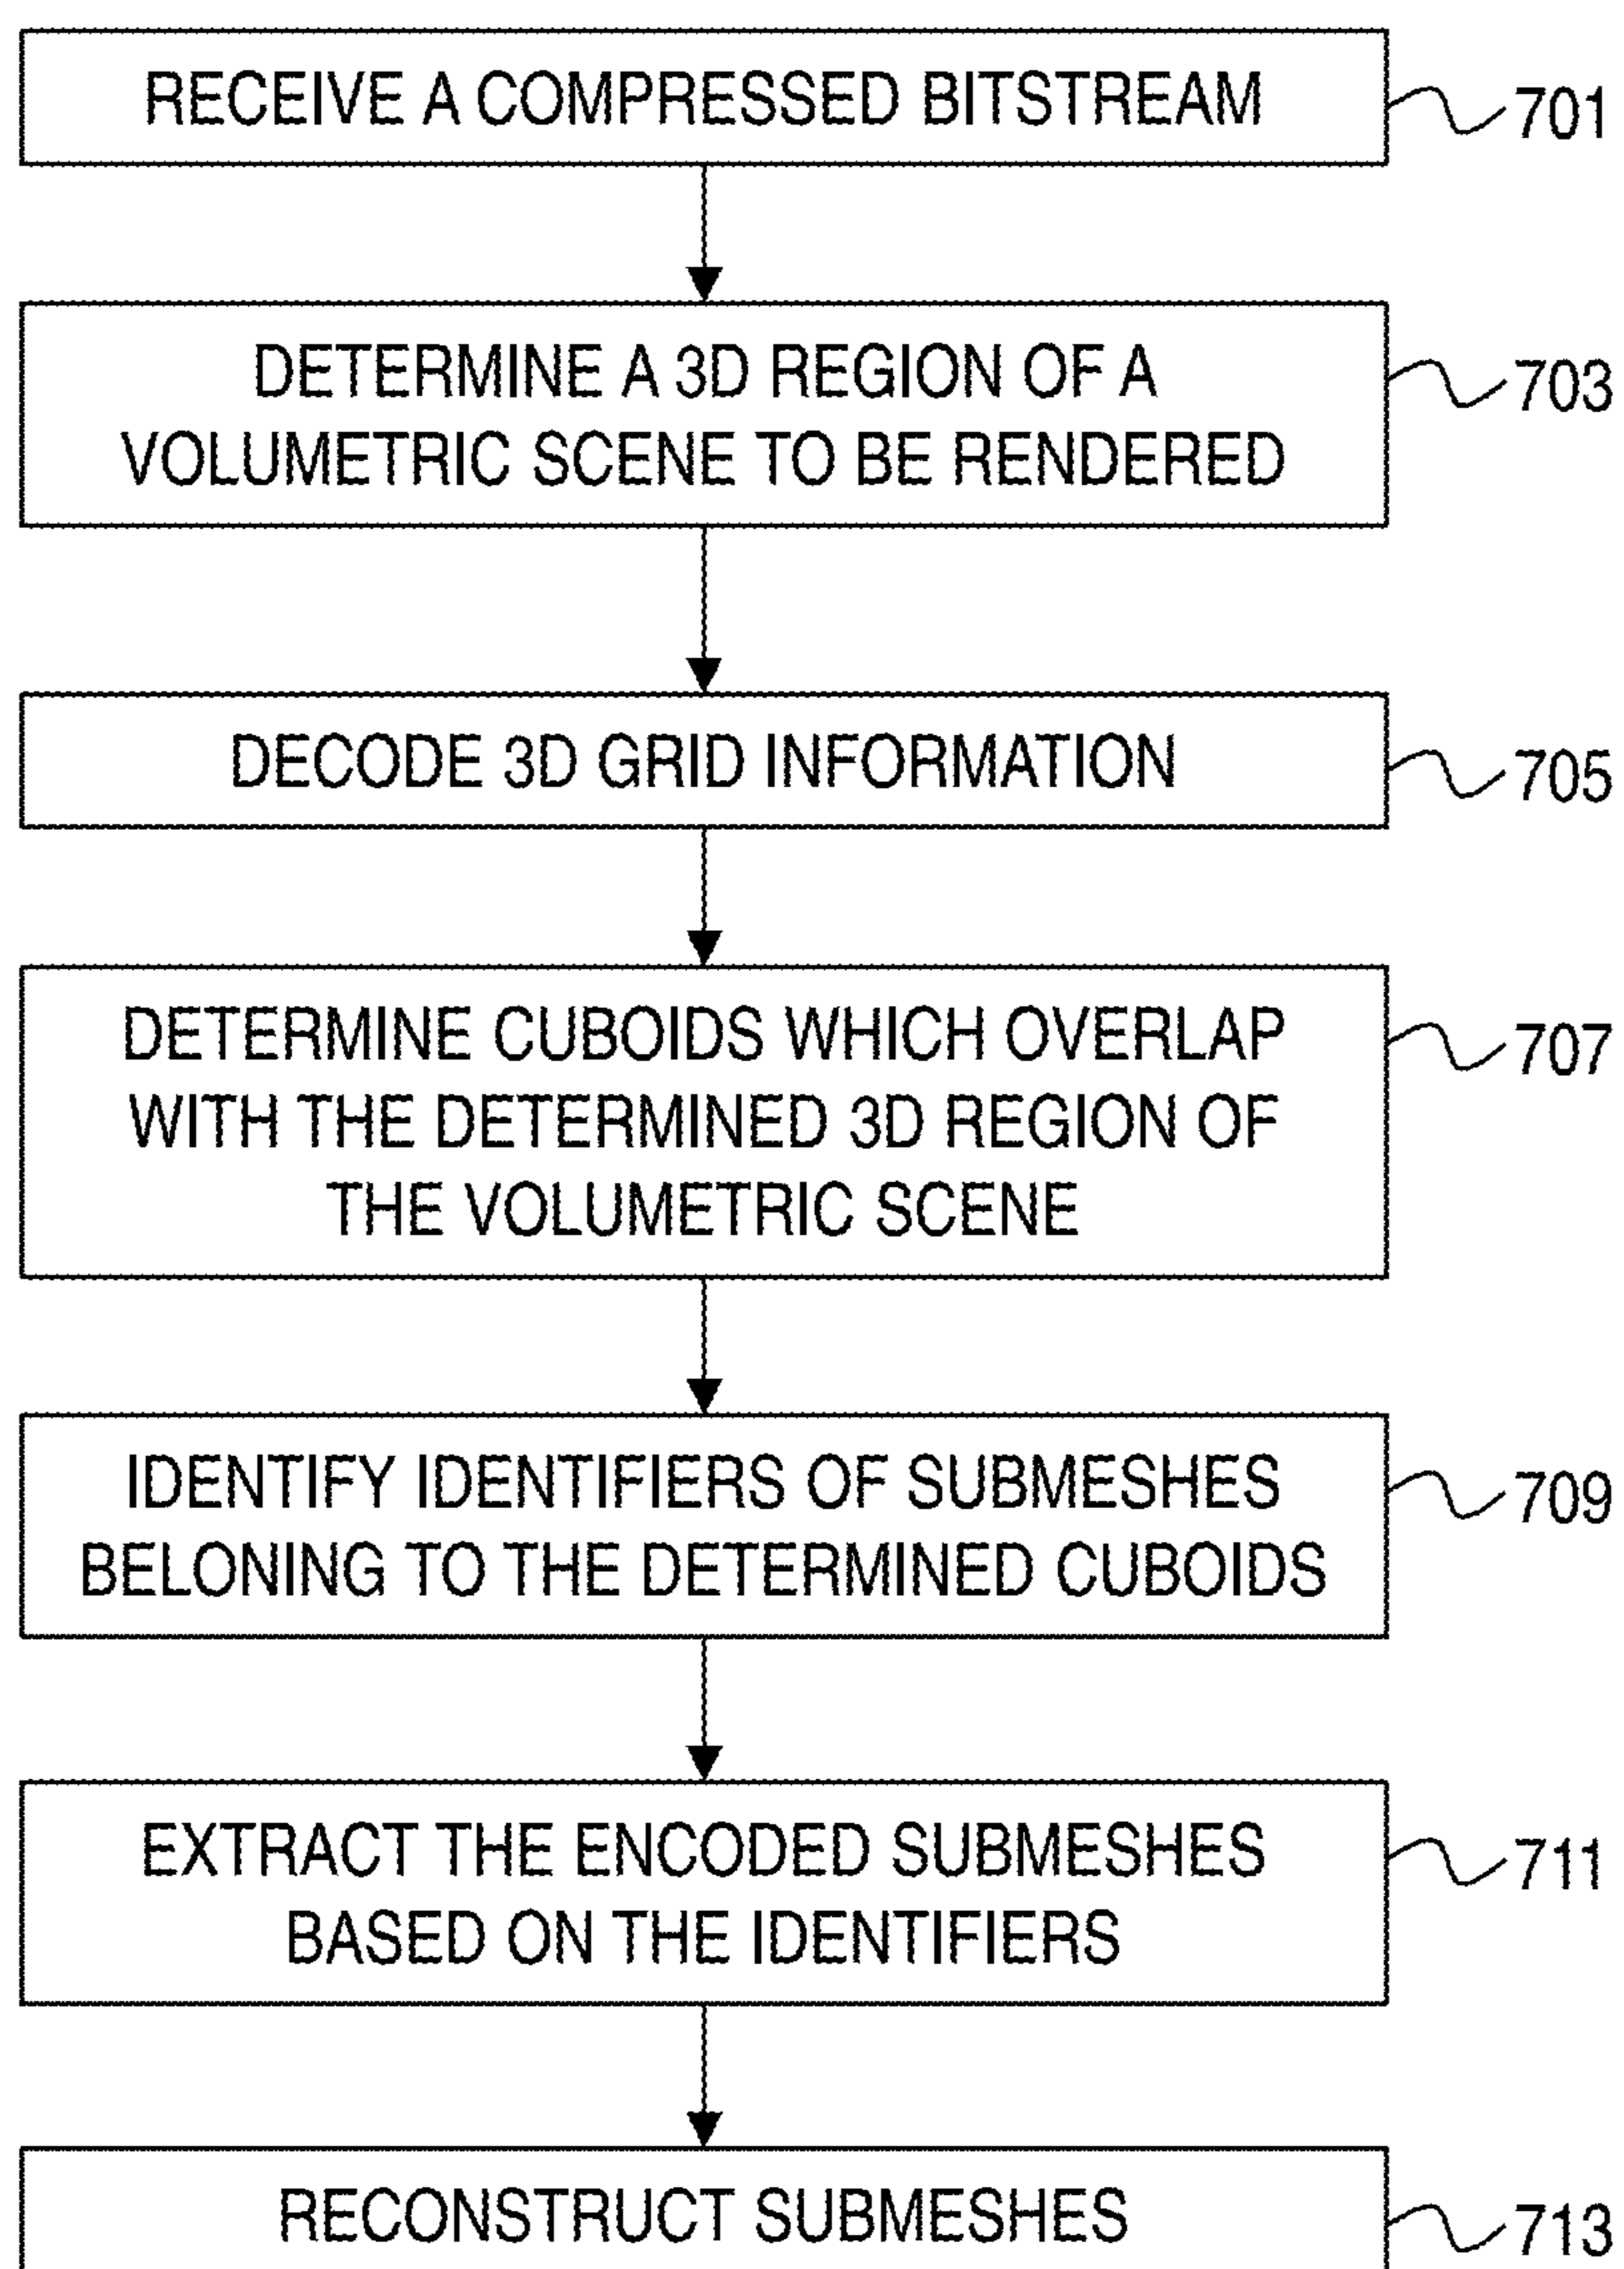 RECEIVE A COMPRESSED BITSTREAM
701
DETERMINE A 3D REGION OF A
VOLUMETRIC SCENE TO BE RENDERED
703
DECODE 3D GRID INFORMATION
705
DETERMINE CUBOIDS WHICH OVERLAP
WITH THE DETERMINED 3D REGION OF
THE VOLUMETRIC SCENE
707
IDENTIFY IDENTIFIERS OF SUBMESHES
BELONING TO THE DETERMINED CUBOIDS
709
EXTRACT THE ENCODED SUBMESHES
BASED ON THE IDENTIFIERS
711
RECONSTRUCT SUBMESHES
713